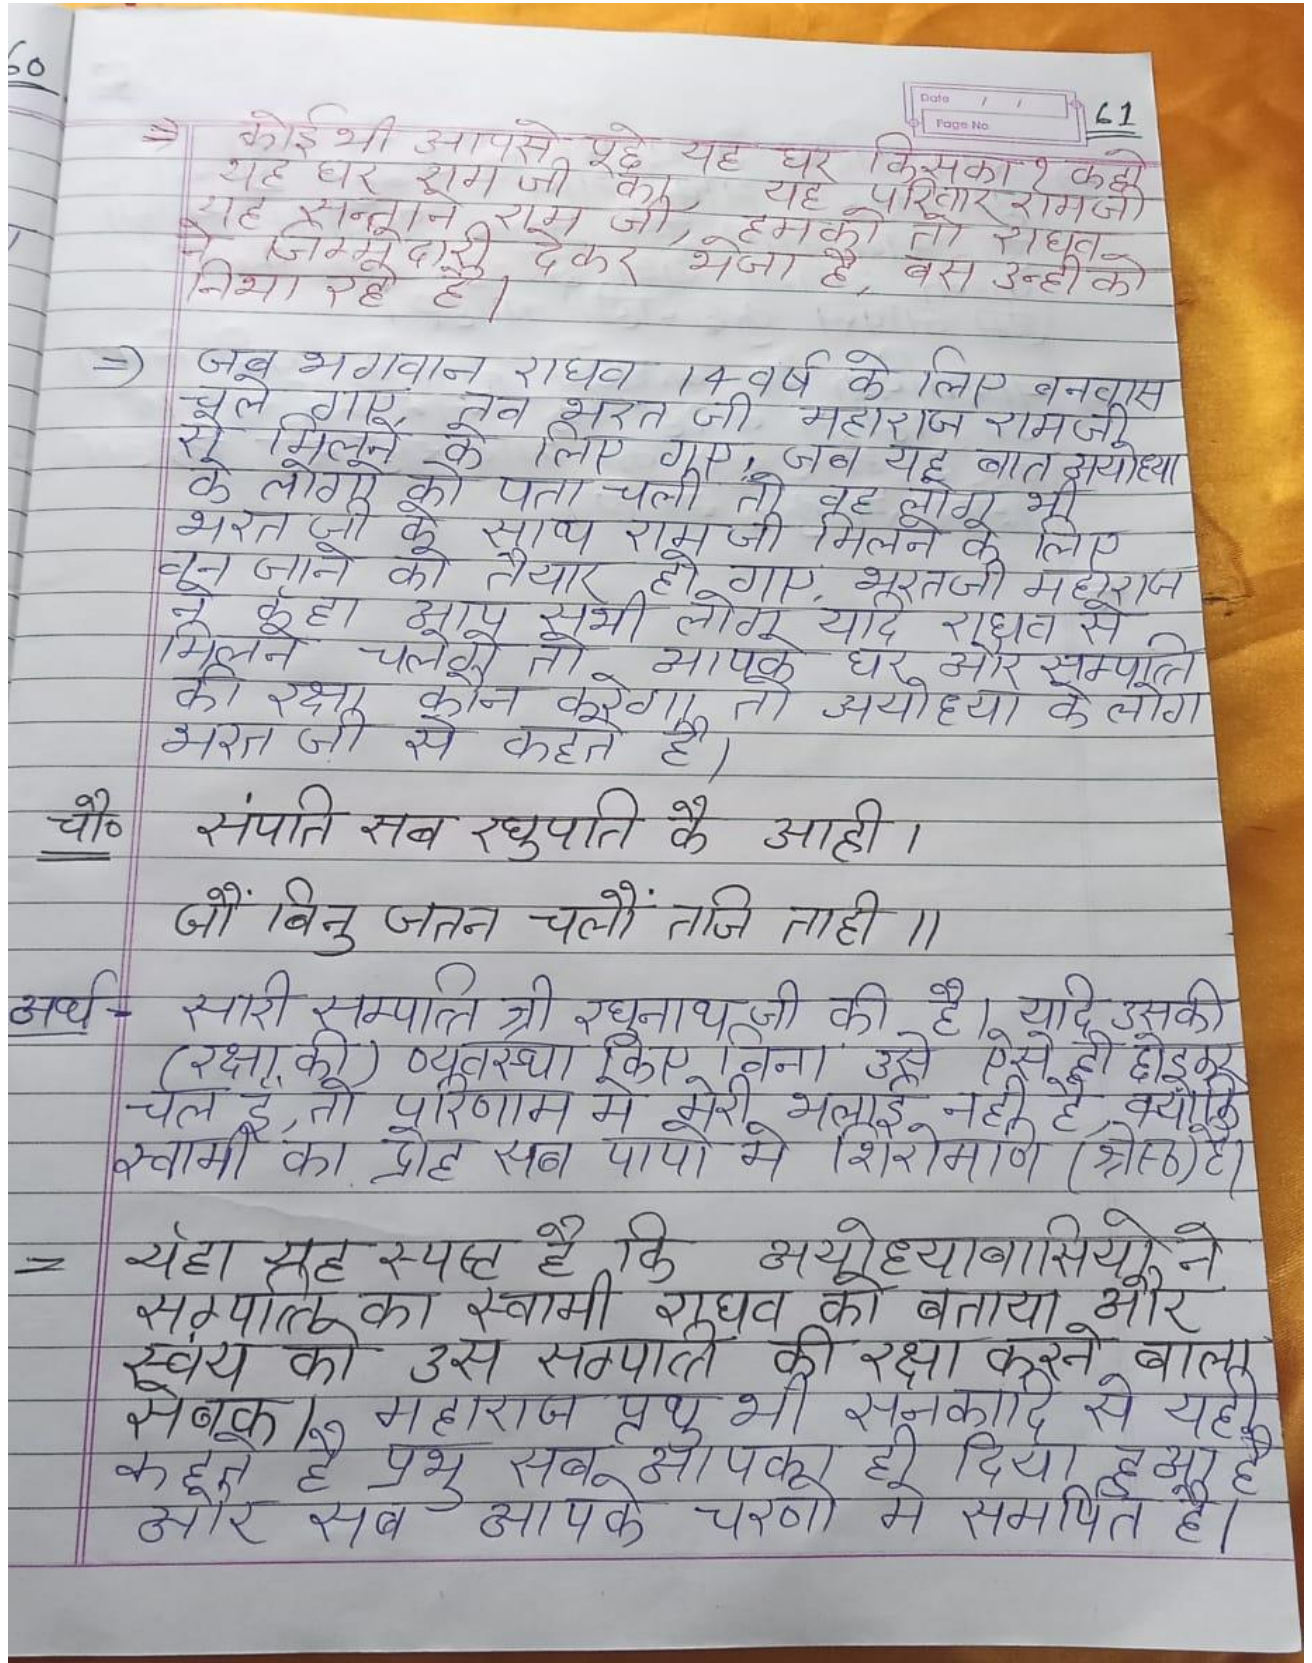 60
Date / /
Page No
61
⇒ कोई भी आपसे पूछे यह घर किसका? कहो
यह घर राम जी का, यह परिवार रामजी
यह सन्तान राम जी, हमको तो राघव
ने जिम्मेदारी देकर भेजा है, बस उन्ही को
निभा रहे है।
⇒ जब भगवान राघव 14 वर्ष के लिए बनवास
चले गाए, तब भरत जी महाराज रामजी
से मिलने के लिए गए, जब यह बात अयोध्या
के लोगो को पता चली तो वह लोग भी
भरत जी के साथ राम जी मिलने के लिए
वन जाने को तैयार हो गाए, भरतजी महाराज
ने कहा आप सभी लोग यदि राघव से
मिलने चलेंगे तो आपके घर और सम्पत्ति
की रक्षा कौन करेगा, तो अयोध्या के लोग
भरत जी से कहते है।
चौ० संपति सब रघुपति कै आही।
जौं बिनु जतन चलौं तजि ताही॥
अर्थ - सारी सम्पत्ति श्री रघुनाथ जी की है। यदि उसकी
(रक्षा की) व्यवस्था किए बिना उसे ऐसे ही छोड़कर
चल दूं, तो परिणाम मे मेरी भलाई नही है, क्योंकि
स्वामी का द्रोह सब पापो मे शिरोमणि (श्रेस्ठ) है।
= यंहा यह स्पष्ट है कि अयोध्याबासियो ने
सम्पत्ति का स्वामी राघव को बताया और
स्वंय को उस सम्पत्ति की रक्षा करने बाला
सेबक। महाराज पृथु भी सनकादि से यही
कहते है प्रभु सब आपका ही दिया हुआ है
और सब आपके चरणो मे समर्पित है।